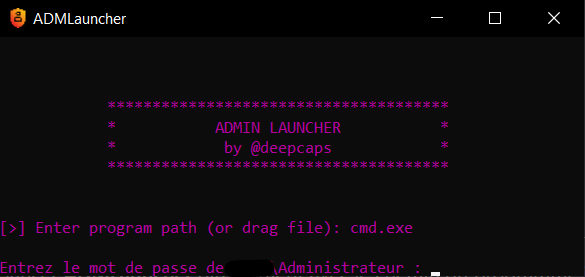 ADMLauncher
**************************************
* ADMIN LAUNCHER *
* by @deepcaps *
**************************************
[>] Enter program path (or drag file): cmd.exe
Entrez le mot de passe de \Administrateur :